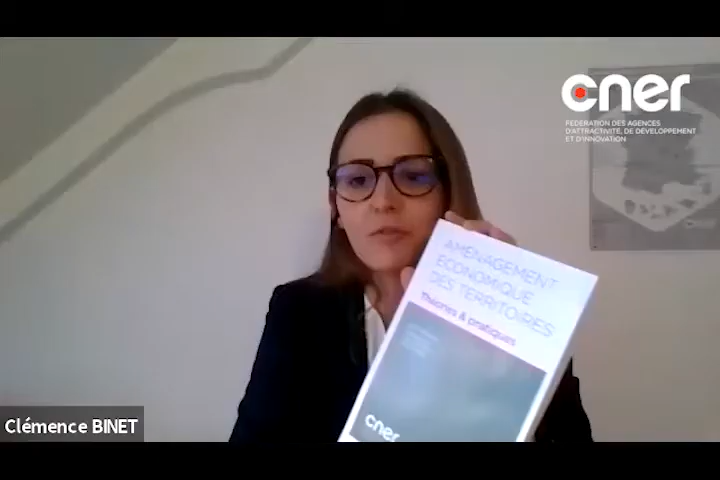 cner
FÉDÉRATION DES AGENCES
D'ATTRACTIVITÉ, DE DÉVELOPPEMENT
ET D'INNOVATION
AMÉNAGEMENT
ÉCONOMIQUE
DES TERRITOIRES
Théories & pratiques
cner
Clémence BINET